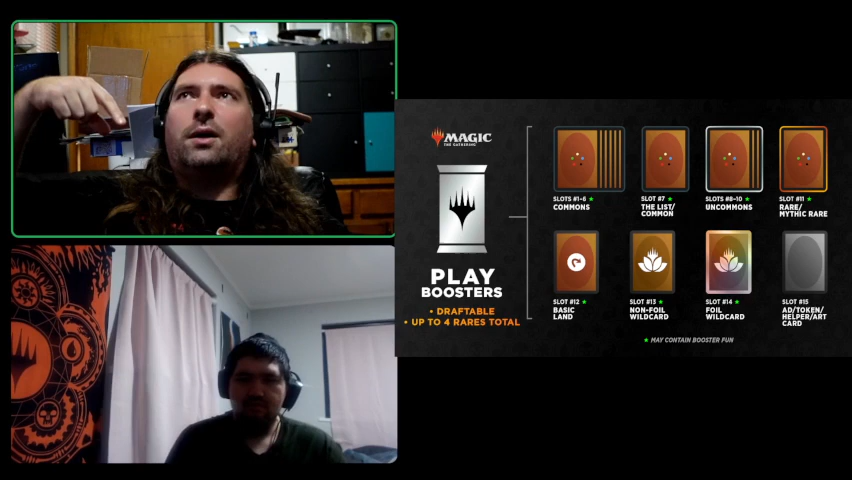 MAGIC
THE GATHERING
PLAY
BOOSTERS
• DRAFTABLE
• UP TO 4 RARES TOTAL
SLOTS #1-6 ★
COMMONS
SLOT #7 ★
THE LIST/
COMMON
SLOTS #8-10 ★
UNCOMMONS
SLOT #11 ★
RARE/
MYTHIC RARE
SLOT #12 ★
BASIC
LAND
SLOT #13 ★
NON-FOIL
WILDCARD
SLOT #14 ★
FOIL
WILDCARD
SLOT #15
AD/TOKEN/
HELPER/ART
CARD
★ MAY CONTAIN BOOSTER FUN